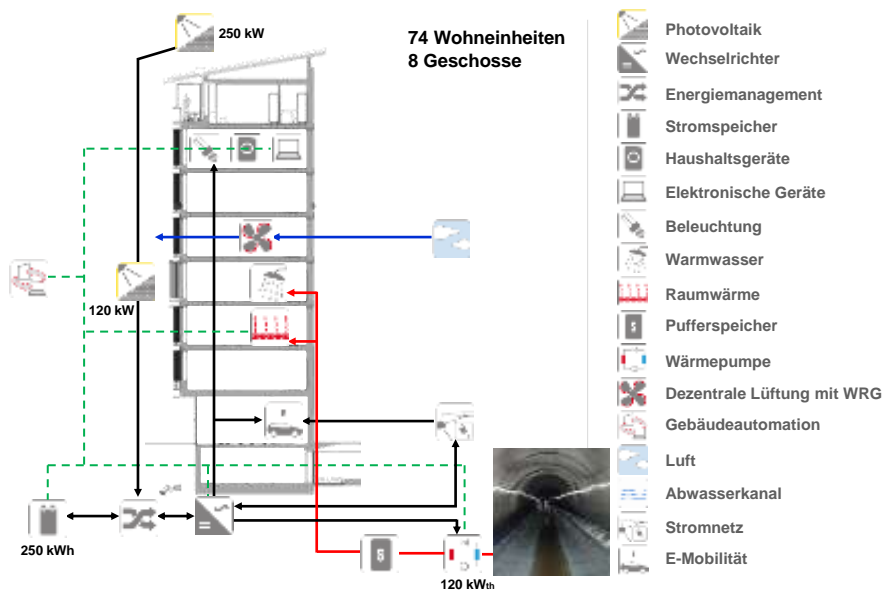 250 kW
74 Wohneinheiten
8 Geschosse
120 kW
250 kWh
120 kWth
Photovoltaik
Wechselrichter
Energiemanagement
Stromspeicher
Haushaltsgeräte
Elektronische Geräte
Beleuchtung
Warmwasser
Raumwärme
Pufferspeicher
Wärmepumpe
Dezentrale Lüftung mit WRG
Gebäudeautomation
Luft
Abwasserkanal
Stromnetz
E-Mobilität